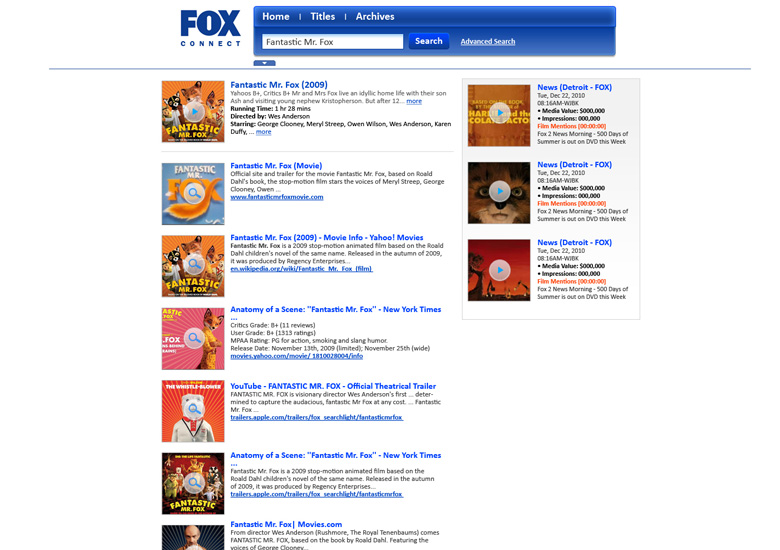 FOX
CONNECT
Home | Titles | Archives
Fantastic Mr. Fox
Search
Advanced Search
Fantastic Mr. Fox (2009)
Yahoos B+, Critics B+ Mr and Mrs Fox live an idyllic home life with their son
Ash and visiting young nephew Kristopherson. But after 12... more
Running Time: 1 hr 28 mins
Directed by: Wes Anderson
Starring: George Clooney, Meryl Streep, Owen Wilson, Wes Anderson, Karen
Duffy, ... more
FANTASTIC
MR. FOX
Fantastic Mr. Fox (Movie)
Official site and trailer for the movie Fantastic Mr. Fox, based on Roald
Dahl's book, the stop-motion film stars the voices of Meryl Streep, George
Clooney, Owen ...
www.fantasticmrfoxmovie.com
FANTASTIC
MR.
FOX
Fantastic Mr. Fox (2009) - Movie Info - Yahoo! Movies
Fantastic Mr. Fox is a 2009 stop-motion animated film based on the Roald
Dahl children's novel of the same name. Released in the autumn of 2009,
it was produced by Regency Enterprises...
en.wikipedia.org/wiki/Fantastic_Mr._Fox_(film)
FANTASTIC
MR. FOX
Anatomy of a Scene: "Fantastic Mr. Fox" - New York Times
...
Critics Grade: B+ (11 reviews)
User Grade: B+ (1313 ratings)
MPAA Rating: PG for action, smoking and slang humor.
Release Date: November 13th, 2009 (limited); November 25th (wide)
movies.yahoo.com/movie/ 1810028004/info
YouTube - FANTASTIC MR. FOX - Official Theatrical Trailer
FANTASTIC MR. FOX is visionary director Wes Anderson's first ... deter-
mined to capture the audacious, fantastic Mr Fox at any cost. ... Fantastic
Mr. Fox ...
trailers.apple.com/trailers/fox_searchlight/fantasticmrfox
THE WHISTLE-BLOWER
Anatomy of a Scene: "Fantastic Mr. Fox" - New York Times
...
Fantastic Mr. Fox is a 2009 stop-motion animated film based on the
Roald Dahl children's novel of the same name. Released in the autumn
of 2009, it was produced by Regency Enterprises...
trailers.apple.com/trailers/fox_searchlight/fantasticmrfox
FANTASTIC
MR. FOX
Fantastic Mr. Fox| Movies.com
From director Wes Anderson (Rushmore, The Royal Tenenbaums) comes
FANTASTIC MR. FOX, based on the book by Roald Dahl. Featuring the
voices of George Clooney...
News (Detroit - FOX)
Tue, Dec 22, 2010
08:16AM-WJBK
• Media Value: $000,000
• Impressions: 000,000
Film Mentions [00:00:00]
Fox 2 News Morning - 500 Days of
Summer is out on DVD this Week
News (Detroit - FOX)
Tue, Dec 22, 2010
08:16AM-WJBK
• Media Value: $000,000
• Impressions: 000,000
Film Mentions [00:00:00]
Fox 2 News Morning - 500 Days of
Summer is out on DVD this Week
News (Detroit - FOX)
Tue, Dec 22, 2010
08:16AM-WJBK
• Media Value: $000,000
• Impressions: 000,000
Film Mentions [00:00:00]
Fox 2 News Morning - 500 Days of
Summer is out on DVD this Week